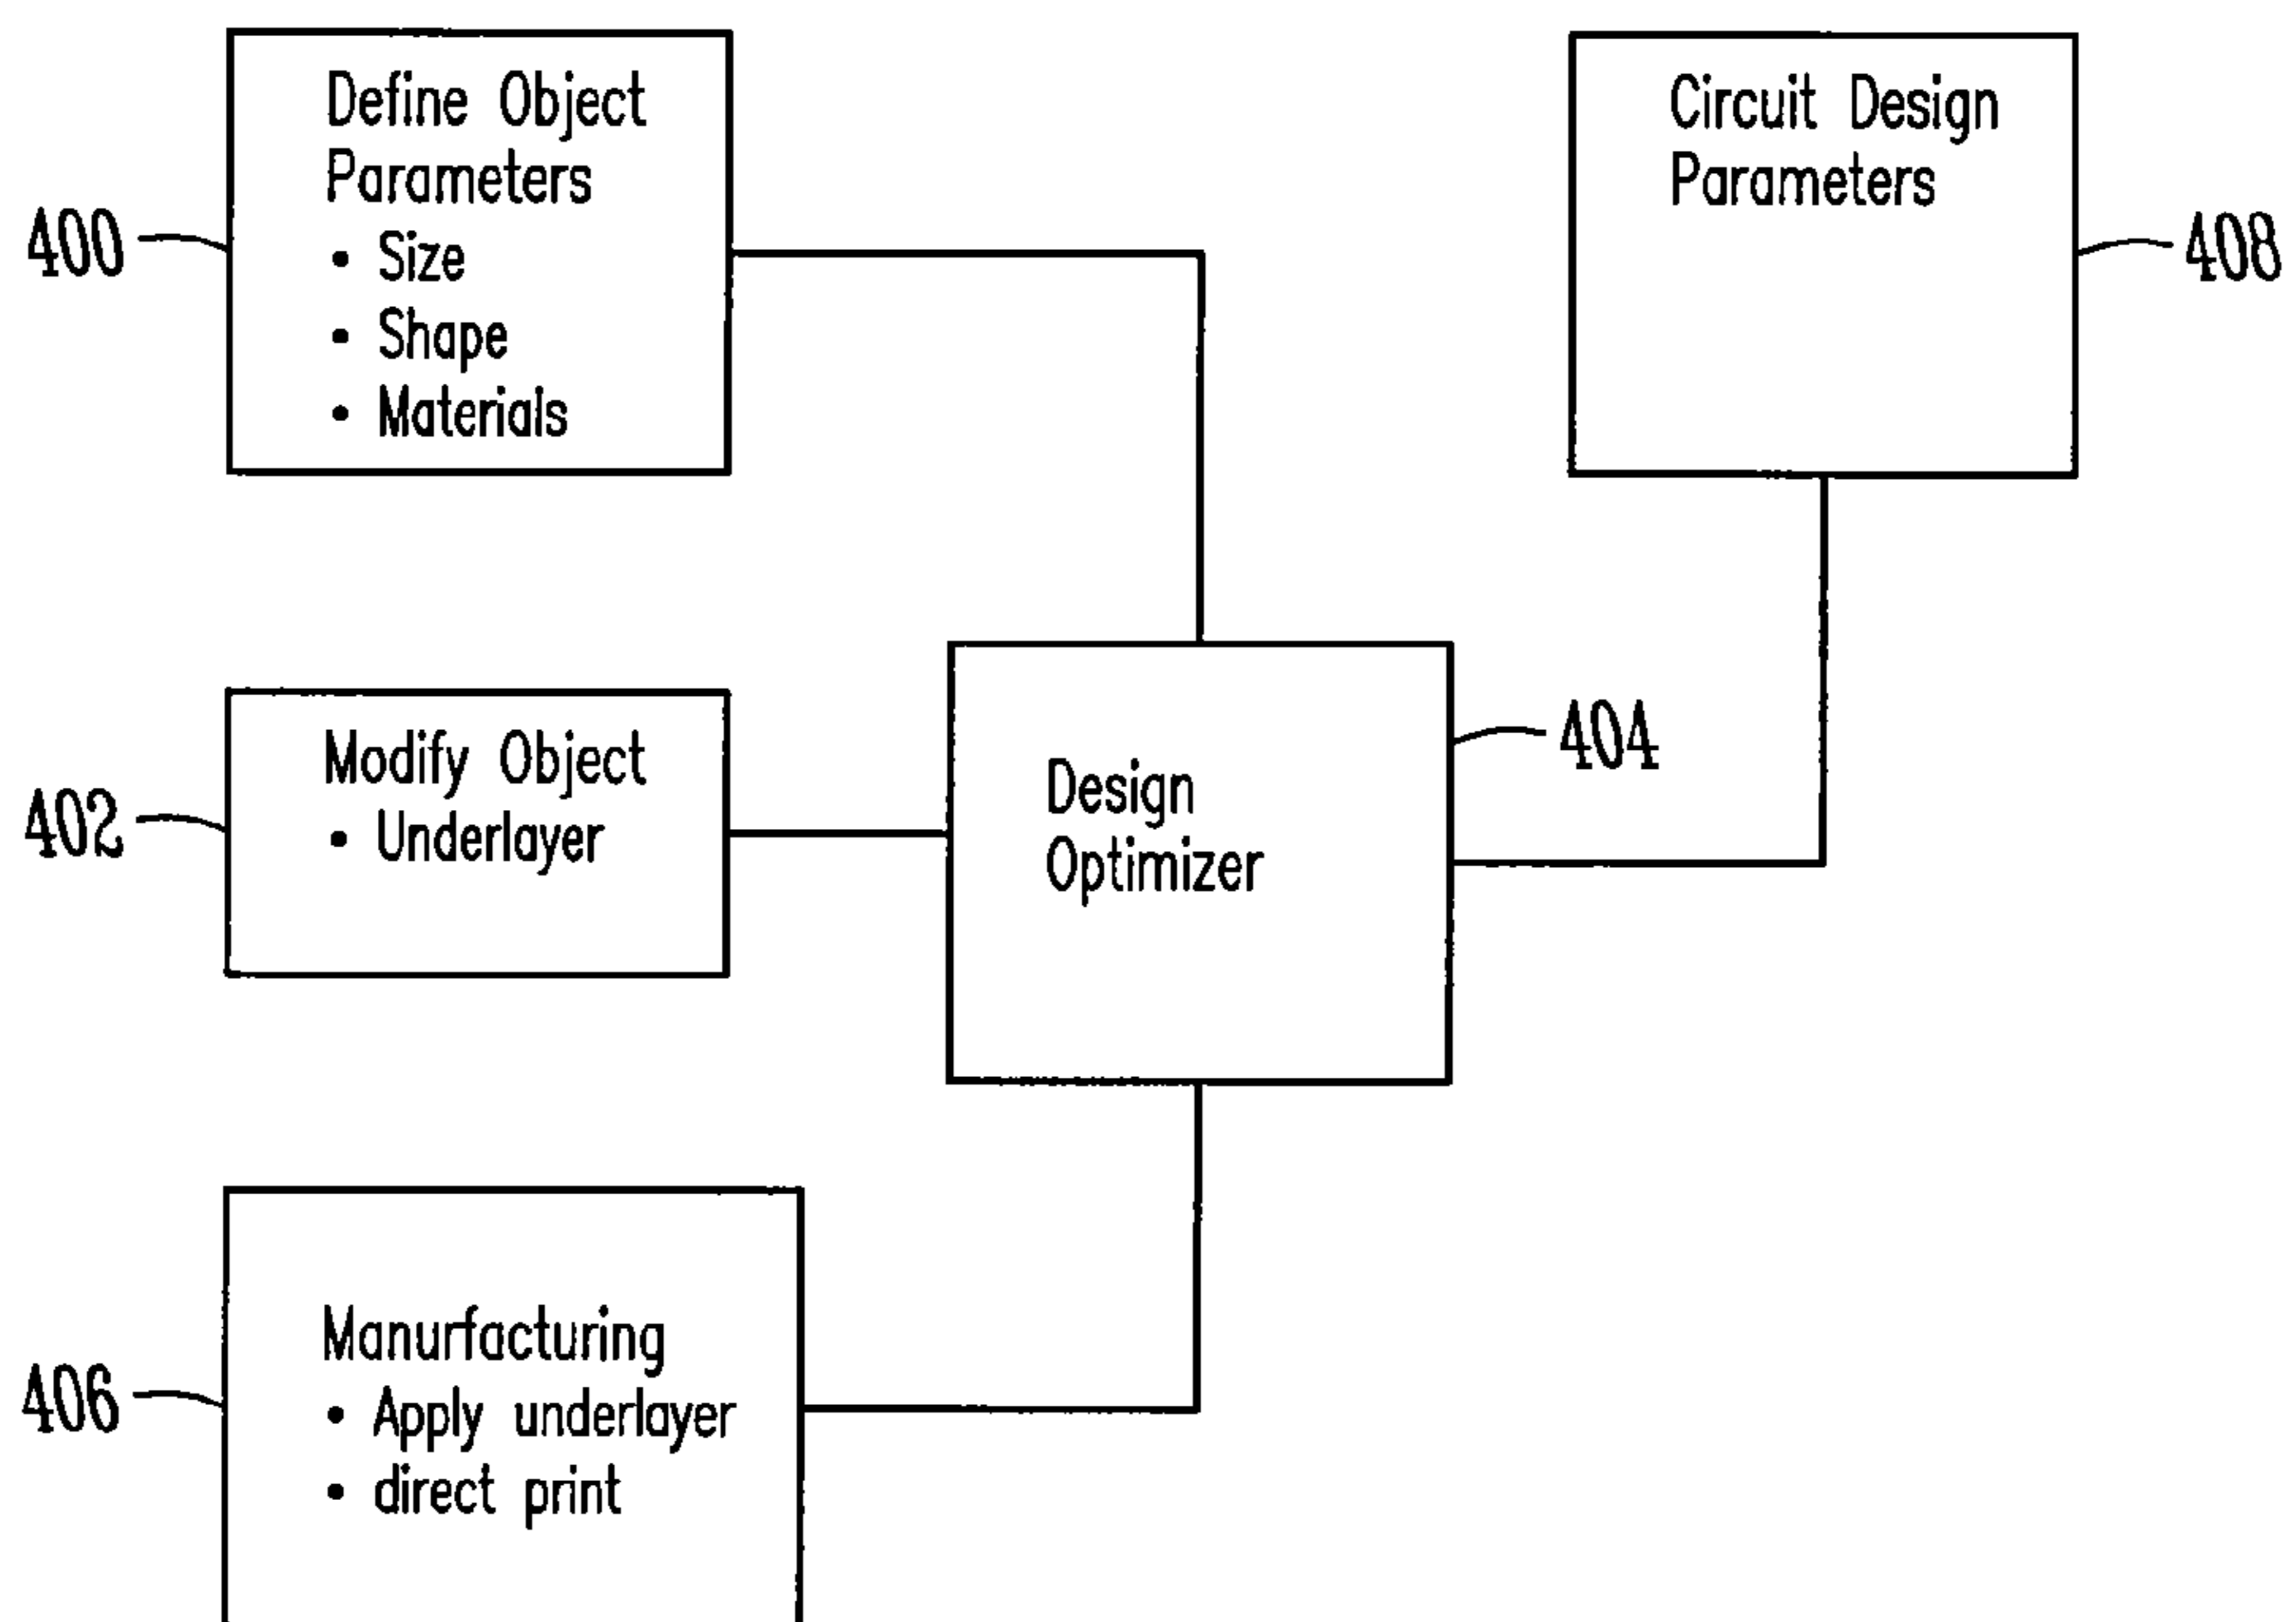 Define Object
Parameters
• Size
• Shape
• Materials
400
Circuit Design
Parameters
408
Modify Object
• Underlayer
402
Design
Optimizer
404
Manurfacturing
• Apply underlayer
• direct print
406